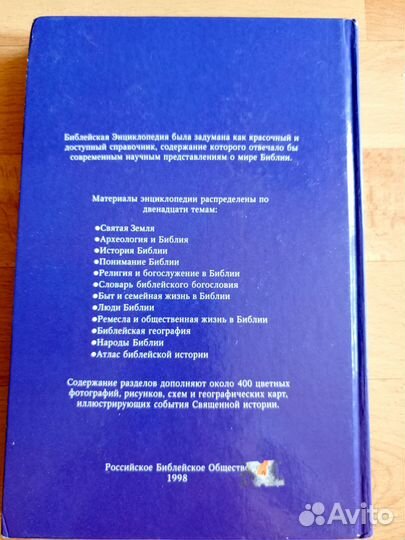 Библейская Энциклопедия была задумана как красочный и
доступный справочник, содержание которого отвечало бы
современным научным представлениям о мире Библии.
Материалы энциклопедии распределены по
двенадцати темам:
●Святая Земля
●Археология и Библия
●История Библии
●Понимание Библии
●Религия и богослужение в Библии
●Словарь библейского богословия
●Быт и семейная жизнь в Библии
●Люди Библии
●Ремесла и общественная жизнь в Библии
●Библейская география
●Народы Библии
●Атлас библейской истории
Содержание разделов дополняют около 400 цветных
фотографий, рисунков, схем и географических карт,
иллюстрирующих события Священной истории.
Российское Библейское Общество
1998
Avito